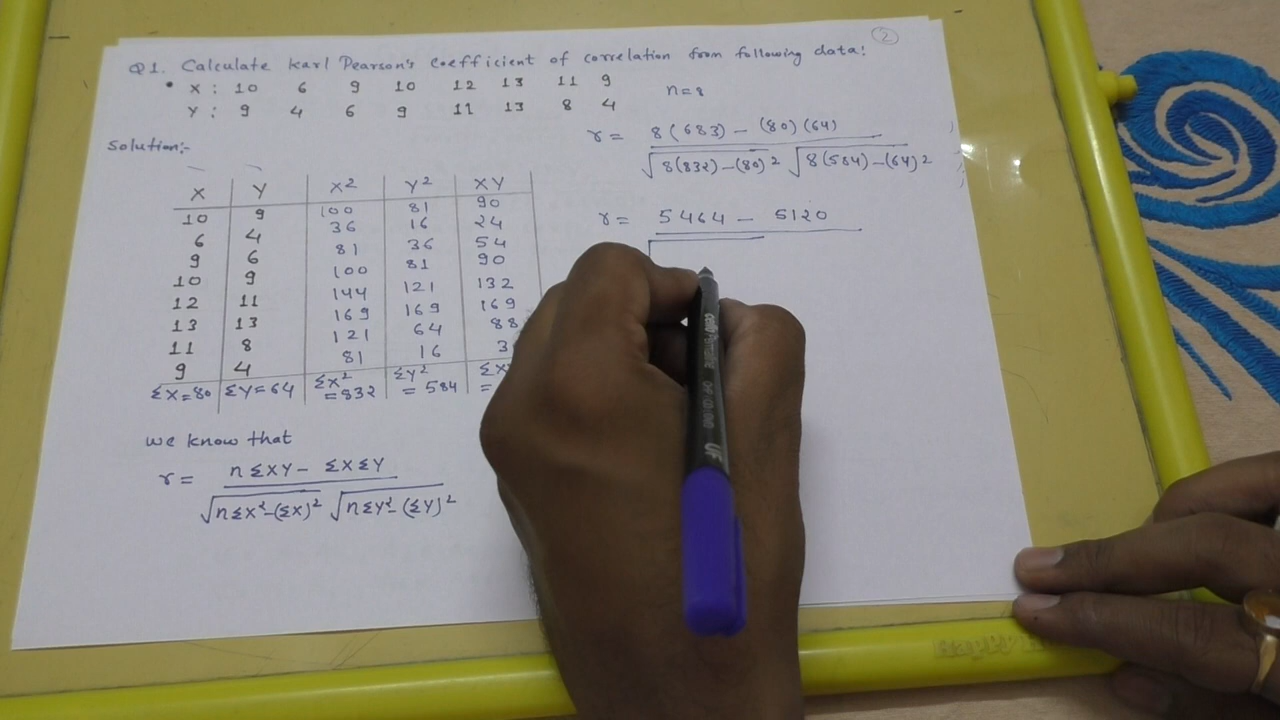 2
Q1. Calculate Karl Pearson's Coefficient of correlation from following data:
X : 10 6 9 10 12 13 11 9
Y : 9 4 6 9 11 13 8 4
n=8
Solution:-
r = 8(683) - (80)(64)
√8(832)-(80)² √8(584)-(64)²
r = 5464 - 5120
X Y X² Y² XY
10 9 100 81 90
6 4 36 16 24
9 6 81 36 54
10 9 100 81 90
12 11 144 121 132
13 13 169 169 169
11 8 121 64 88
9 4 81 16 3
ΣX=80 ΣY=64 ΣX²=832 ΣY²=584 ΣX =
we know that
r = nΣXY - ΣXΣY
√nΣX²-(ΣX)² √nΣY²-(ΣY)²
cello
Happy